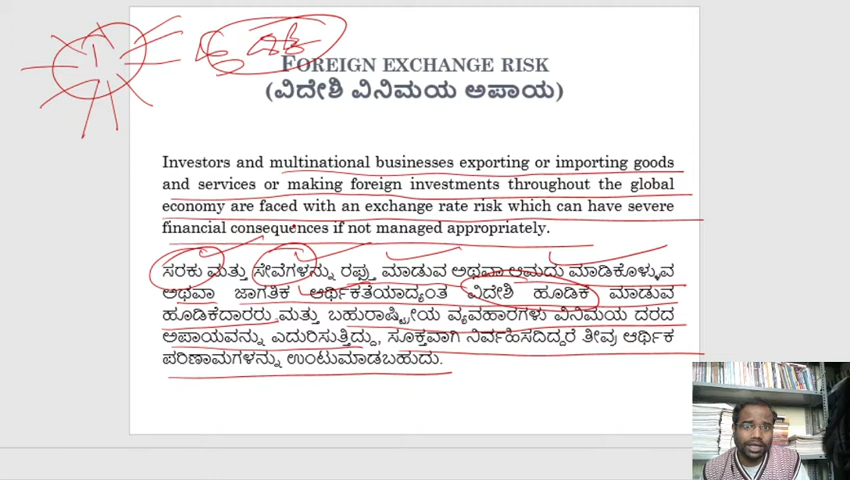 FOREIGN EXCHANGE RISK
(ವಿದೇಶಿ ವಿನಿಮಯ ಅಪಾಯ)
Investors and multinational businesses exporting or importing goods
and services or making foreign investments throughout the global
economy are faced with an exchange rate risk which can have severe
financial consequences if not managed appropriately.
ಸರಕು ಮತ್ತು ಸೇವೆಗಳನ್ನು ರಫ್ತು ಮಾಡುವ ಅಥವಾ ಆಮದು ಮಾಡಿಕೊಳ್ಳುವ
ಅಥವಾ ಜಾಗತಿಕ ಆರ್ಥಿಕತೆಯಾದ್ಯಂತ ವಿದೇಶಿ ಹೂಡಿಕೆ ಮಾಡುವ
ಹೂಡಿಕೆದಾರರು ಮತ್ತು ಬಹುರಾಷ್ಟ್ರೀಯ ವ್ಯವಹಾರಗಳು ವಿನಿಮಯ ದರದ
ಅಪಾಯವನ್ನು ಎದುರಿಸುತ್ತಿದ್ದು, ಸೂಕ್ತವಾಗಿ ನಿರ್ವಹಿಸದಿದ್ದರೆ ತೀವ್ರ ಆರ್ಥಿಕ
ಪರಿಣಾಮಗಳನ್ನು ಉಂಟುಮಾಡಬಹುದು.